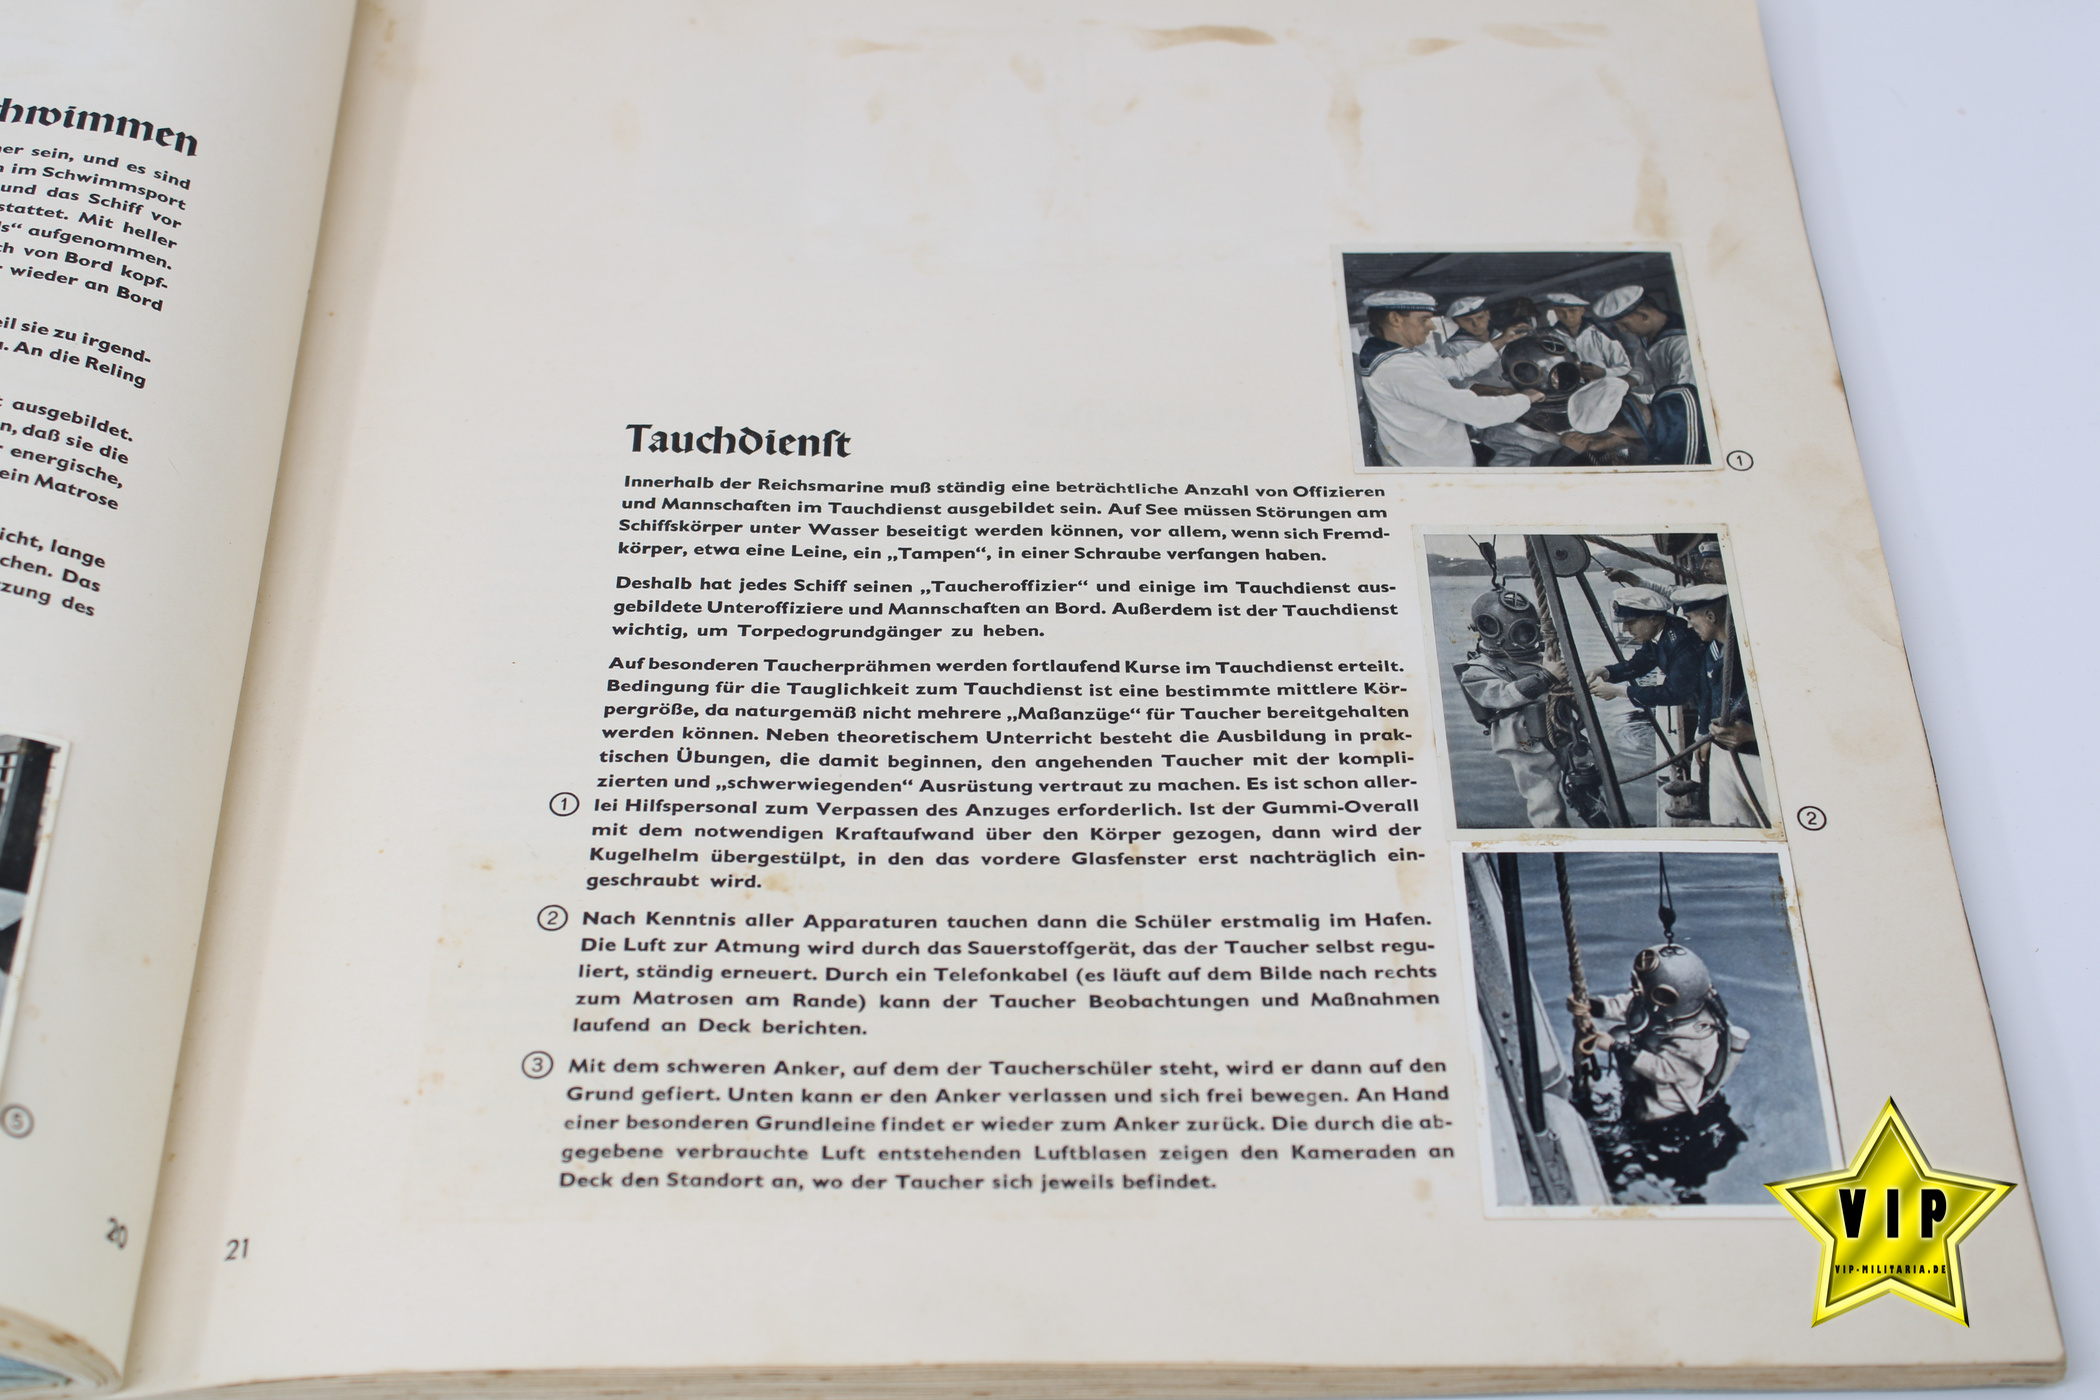 hwimmen
er sein, und es sind
im Schwimmsport
und das Schiff vor
stattet. Mit heller
s“ aufgenommen.
ch von Bord kopf-
wieder an Bord
eil sie zu irgend-
. An die Reling
ausgebildet.
n, daß sie die
energische,
ein Matrose
icht, lange
chen. Das
zung des
5
20
Tauchdienst
Innerhalb der Reichsmarine muß ständig eine beträchtliche Anzahl von Offizieren
und Mannschaften im Tauchdienst ausgebildet sein. Auf See müssen Störungen am
Schiffskörper unter Wasser beseitigt werden können, vor allem, wenn sich Fremd-
körper, etwa eine Leine, ein „Tampen“, in einer Schraube verfangen haben.
Deshalb hat jedes Schiff seinen „Taucheroffizier“ und einige im Tauchdienst aus-
gebildete Unteroffiziere und Mannschaften an Bord. Außerdem ist der Tauchdienst
wichtig, um Torpedogrundgänger zu heben.
Auf besonderen Taucherprähmen werden fortlaufend Kurse im Tauchdienst erteilt.
Bedingung für die Tauglichkeit zum Tauchdienst ist eine bestimmte mittlere Kör-
pergröße, da naturgemäß nicht mehrere „Maßanzüge“ für Taucher bereitgehalten
werden können. Neben theoretischem Unterricht besteht die Ausbildung in prak-
tischen Übungen, die damit beginnen, den angehenden Taucher mit der kompli-
zierten und „schwerwiegenden“ Ausrüstung vertraut zu machen. Es ist schon aller-
1 lei Hilfspersonal zum Verpassen des Anzuges erforderlich. Ist der Gummi-Overall
mit dem notwendigen Kraftaufwand über den Körper gezogen, dann wird der
Kugelhelm übergestülpt, in den das vordere Glasfenster erst nachträglich ein-
geschraubt wird.
2 Nach Kenntnis aller Apparaturen tauchen dann die Schüler erstmalig im Hafen.
Die Luft zur Atmung wird durch das Sauerstoffgerät, das der Taucher selbst regu-
liert, ständig erneuert. Durch ein Telefonkabel (es läuft auf dem Bilde nach rechts
zum Matrosen am Rande) kann der Taucher Beobachtungen und Maßnahmen
laufend an Deck berichten.
3 Mit dem schweren Anker, auf dem der Taucherschüler steht, wird er dann auf den
Grund gefiert. Unten kann er den Anker verlassen und sich frei bewegen. An Hand
einer besonderen Grundleine findet er wieder zum Anker zurück. Die durch die ab-
gegebene verbrauchte Luft entstehenden Luftblasen zeigen den Kameraden an
Deck den Standort an, wo der Taucher sich jeweils befindet.
1
2
21
VIP
VIP-MILITARIA.DE